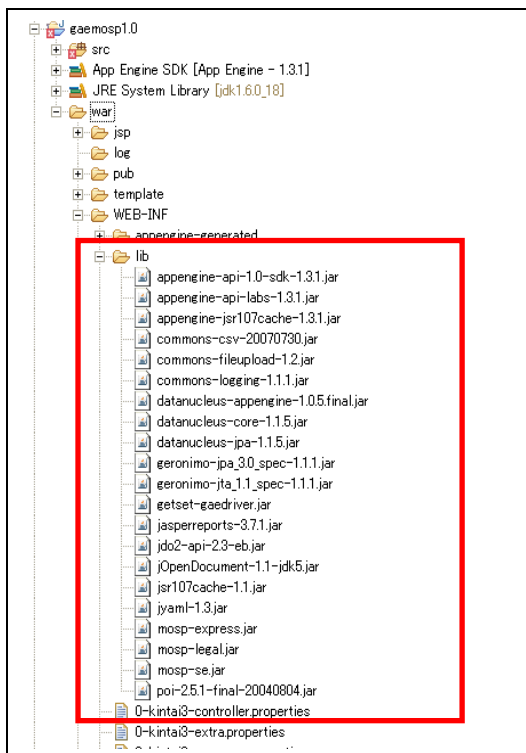 gaemosp1.0
src
App Engine SDK [App Engine - 1.3.1]
JRE System Library [jdk1.6.0_18]
war
jsp
log
pub
template
WEB-INF
appengine-generated
lib
appengine-api-1.0-sdk-1.3.1.jar
appengine-api-labs-1.3.1.jar
appengine-jsr107cache-1.3.1.jar
commons-csv-20070730.jar
commons-fileupload-1.2.jar
commons-logging-1.1.1.jar
datanucleus-appengine-1.0.5.final.jar
datanucleus-core-1.1.5.jar
datanucleus-jpa-1.1.5.jar
geronimo-jpa_3.0_spec-1.1.1.jar
geronimo-jta_1.1_spec-1.1.1.jar
getset-gaedriver.jar
jasperreports-3.7.1.jar
jdo2-api-2.3-eb.jar
jOpenDocument-1.1-jdk5.jar
jsr107cache-1.1.jar
jyaml-1.3.jar
mosp-express.jar
mosp-legal.jar
mosp-se.jar
poi-2.5.1-final-20040804.jar
0-kintai3-controller.properties
0-kintai3-extra.properties